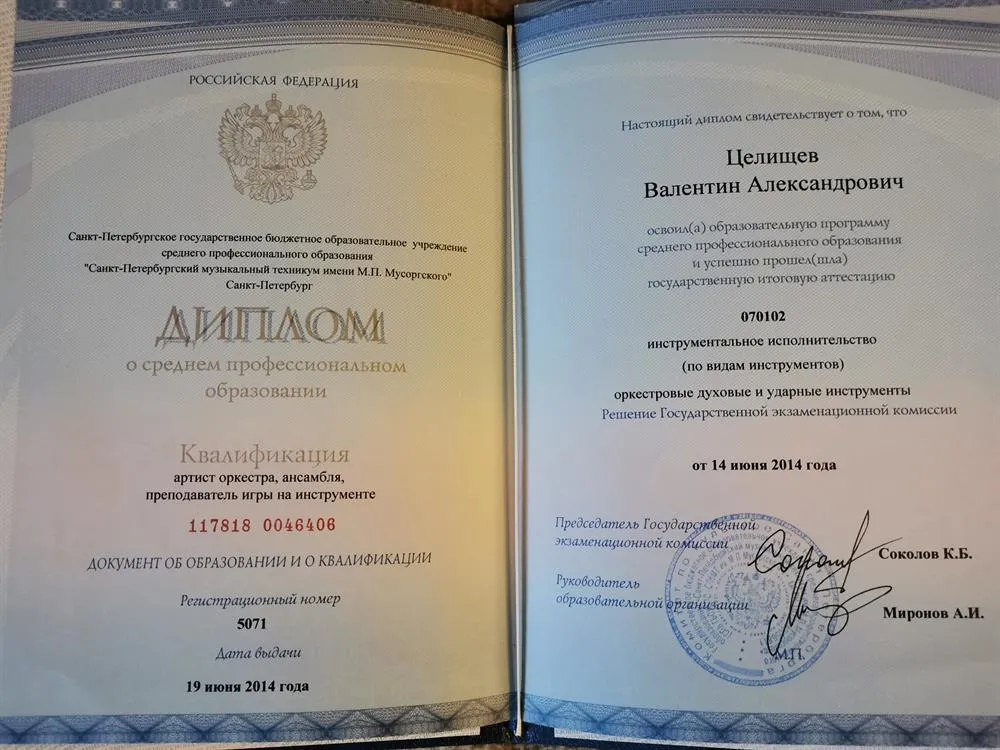 РОССИЙСКАЯ ФЕДЕРАЦИЯ
Санкт-Петербургское государственное бюджетное образовательное учреждение
среднего профессионального образования
"Санкт-Петербургский музыкальный техникум имени М.П. Мусоргского"
Санкт-Петербург
ДИПЛОМ
о среднем профессиональном
образовании
Квалификация
артист оркестра, ансамбля,
преподаватель игры на инструменте
117818 0046406
ДОКУМЕНТ ОБ ОБРАЗОВАНИИ И О КВАЛИФИКАЦИИ
Регистрационный номер
5071
Дата выдачи
19 июня 2014 года
Настоящий диплом свидетельствует о том, что
Целищев
Валентин Александрович
освоил(а) образовательную программу
среднего профессионального образования
и успешно прошел(шла)
государственную итоговую аттестацию
070102
инструментальное исполнительство
(по видам инструментов)
оркестровые духовые и ударные инструменты
Решение Государственной экзаменационной комиссии
от 14 июня 2014 года
Председатель Государственной
экзаменационной комиссии
Соколов К.Б.
Руководитель
образовательной организации
Миронов А.И.
М.П.